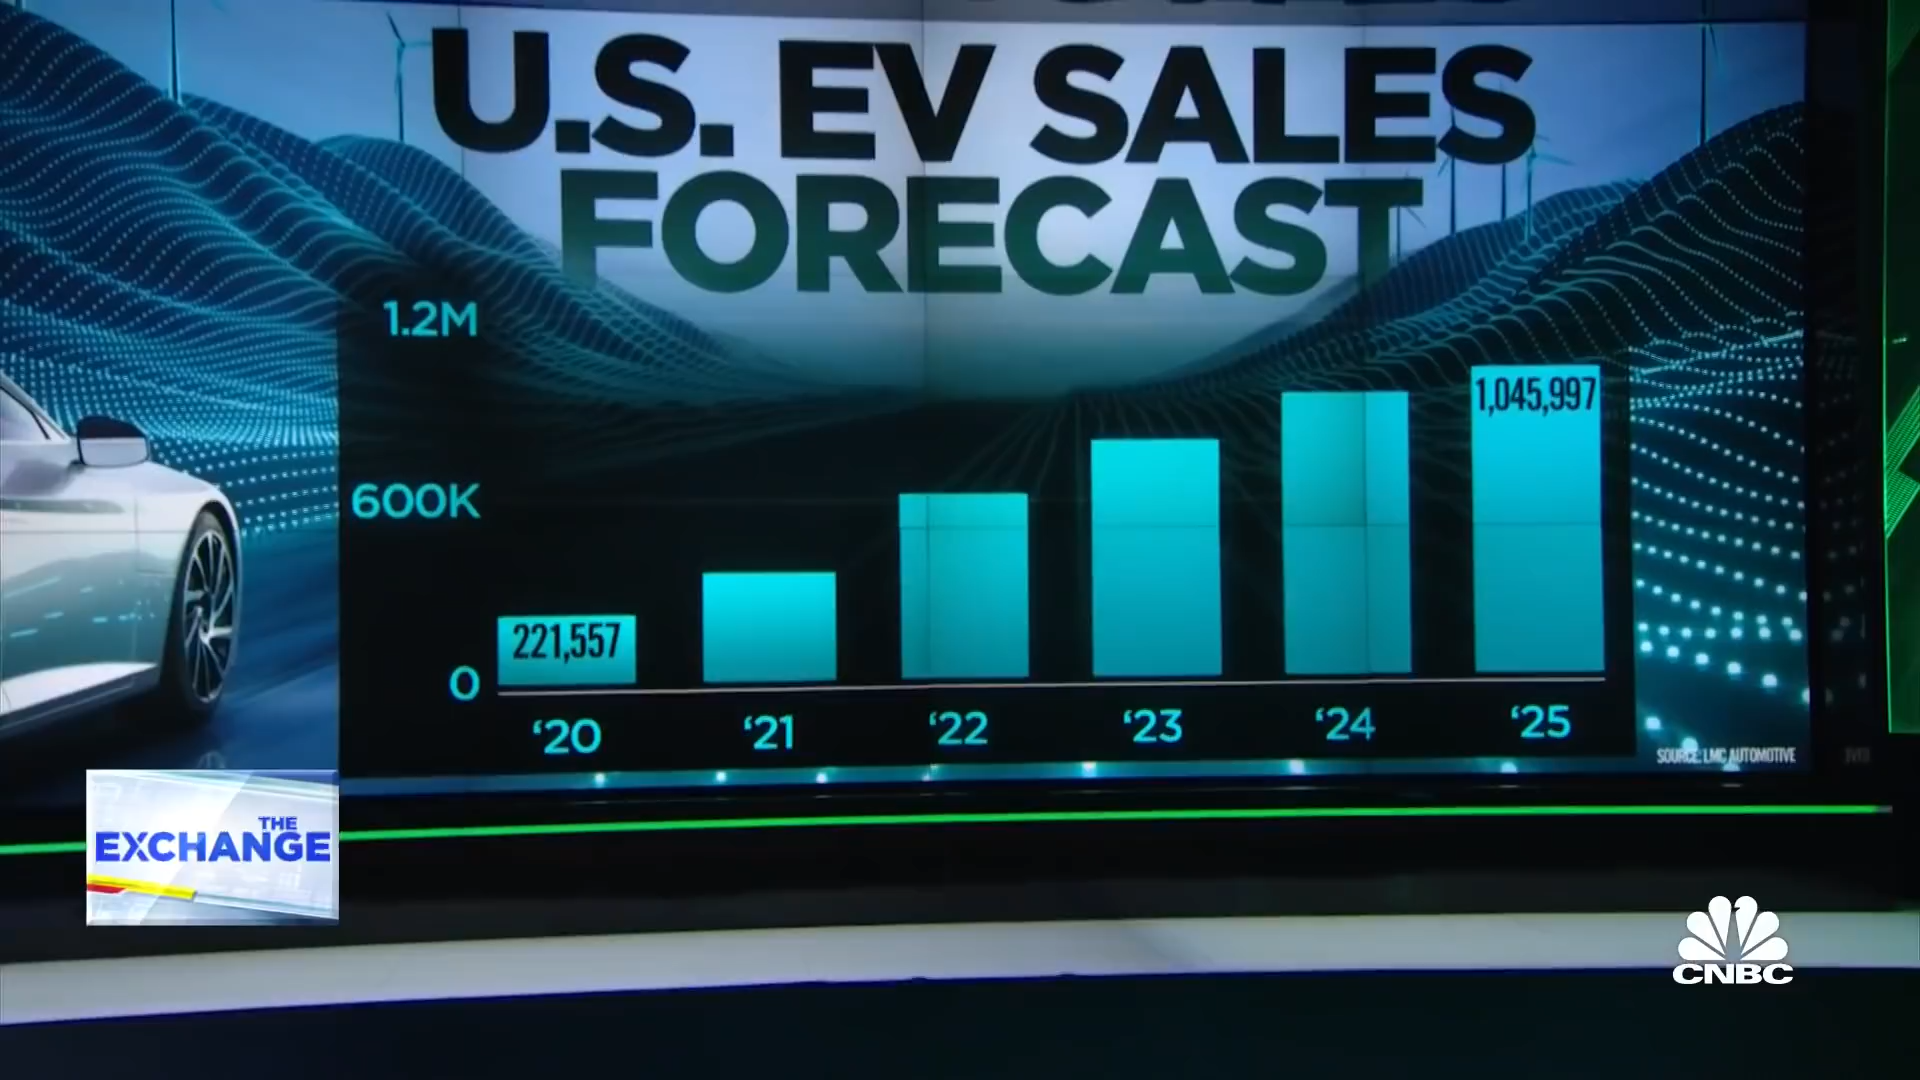 U.S. EV SALES
FORECAST
1.2M
600K
0
221,557
1,045,997
‘20
‘21
‘22
‘23
‘24
‘25
SOURCE: LMC AUTOMOTIVE
THE
EXCHANGE
CNBC